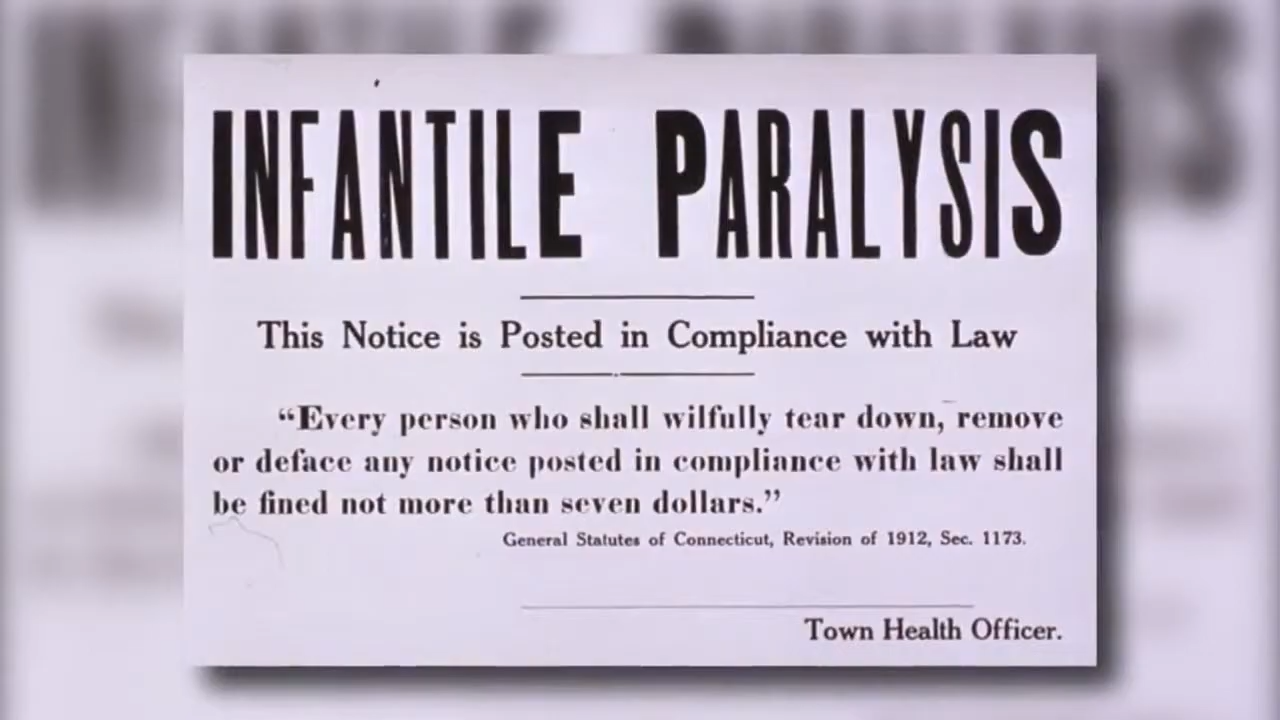 INFANTILE PARALYSIS
This Notice is Posted in Compliance with Law
“Every person who shall wilfully tear down, remove
or deface any notice posted in compliance with law shall
be fined not more than seven dollars.”
General Statutes of Connecticut, Revision of 1912, Sec. 1173.
Town Health Officer.